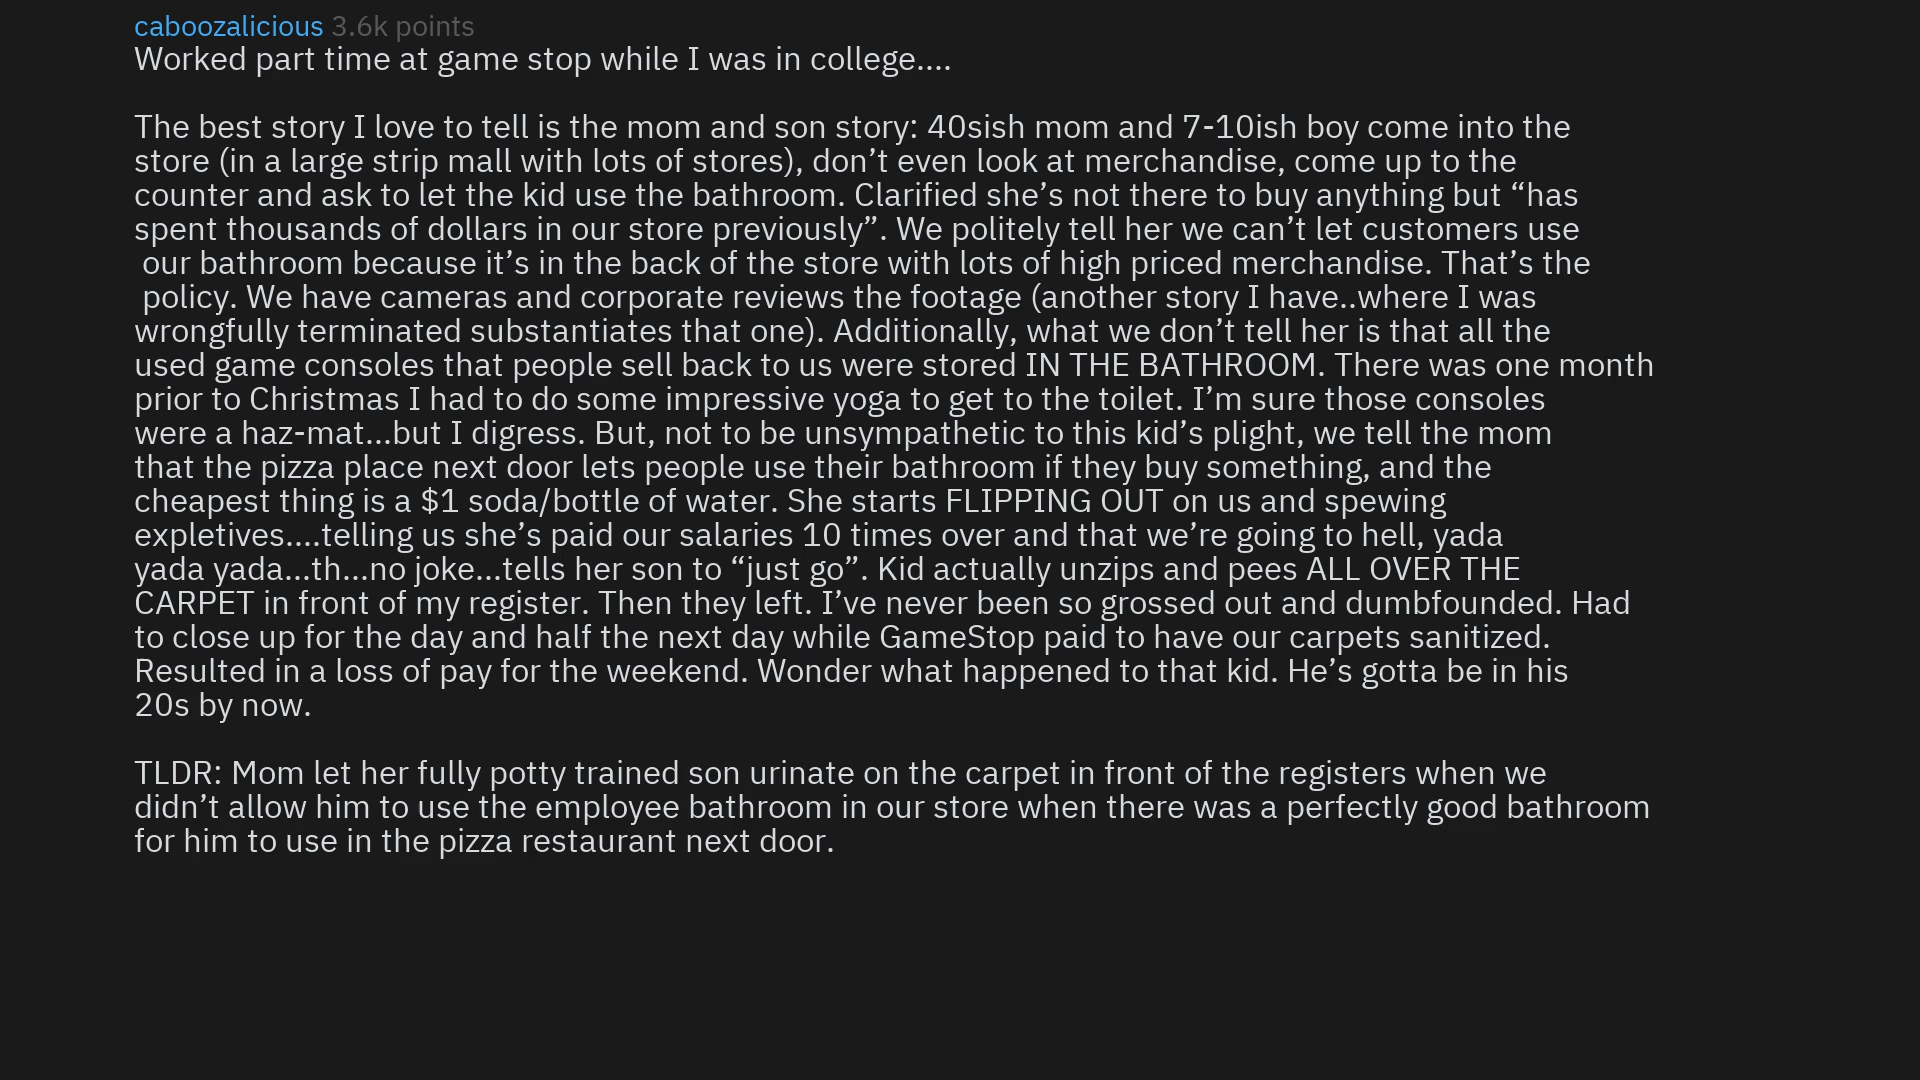 caboozalicious 3.6k points
Worked part time at game stop while I was in college....
The best story I love to tell is the mom and son story: 40sish mom and 7-10ish boy come into the
store (in a large strip mall with lots of stores), don’t even look at merchandise, come up to the
counter and ask to let the kid use the bathroom. Clarified she’s not there to buy anything but “has
spent thousands of dollars in our store previously”. We politely tell her we can’t let customers use
our bathroom because it’s in the back of the store with lots of high priced merchandise. That’s the
policy. We have cameras and corporate reviews the footage (another story I have..where I was
wrongfully terminated substantiates that one). Additionally, what we don’t tell her is that all the
used game consoles that people sell back to us were stored IN THE BATHROOM. There was one month
prior to Christmas I had to do some impressive yoga to get to the toilet. I’m sure those consoles
were a haz-mat...but I digress. But, not to be unsympathetic to this kid’s plight, we tell the mom
that the pizza place next door lets people use their bathroom if they buy something, and the
cheapest thing is a $1 soda/bottle of water. She starts FLIPPING OUT on us and spewing
expletives....telling us she’s paid our salaries 10 times over and that we’re going to hell, yada
yada yada...th...no joke...tells her son to “just go”. Kid actually unzips and pees ALL OVER THE
CARPET in front of my register. Then they left. I’ve never been so grossed out and dumbfounded. Had
to close up for the day and half the next day while GameStop paid to have our carpets sanitized.
Resulted in a loss of pay for the weekend. Wonder what happened to that kid. He’s gotta be in his
20s by now.
TLDR: Mom let her fully potty trained son urinate on the carpet in front of the registers when we
didn’t allow him to use the employee bathroom in our store when there was a perfectly good bathroom
for him to use in the pizza restaurant next door.